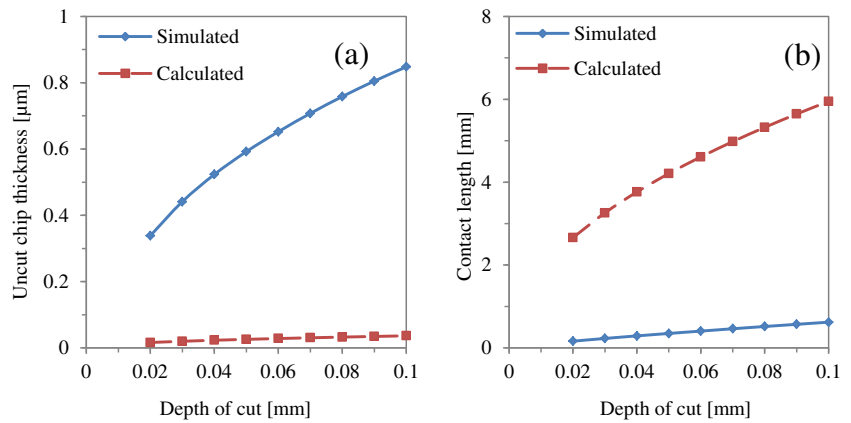 Simulated
Calculated
(a)
Uncut chip thickness [μm]
1
0.8
0.6
0.4
0.2
0
0 0.02 0.04 0.06 0.08 0.1
Depth of cut [mm]
Simulated
Calculated
(b)
Contact length [mm]
8
6
4
2
0
0 0.02 0.04 0.06 0.08 0.1
Depth of cut [mm]